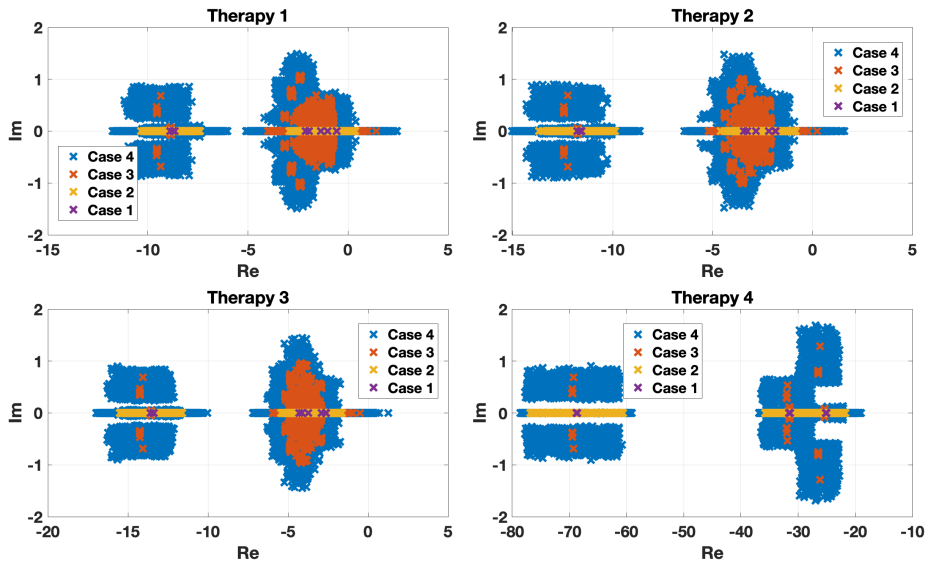 Therapy 1
2
1
0
-1
-2
Im
-15
-10
-5
0
5
Re
Case 4
Case 3
Case 2
Case 1
Therapy 2
2
1
0
-1
-2
Im
-15
-10
-5
0
5
Re
Case 4
Case 3
Case 2
Case 1
Therapy 3
2
1
0
-1
-2
Im
-20
-15
-10
-5
0
5
Re
Case 4
Case 3
Case 2
Case 1
Therapy 4
2
1
0
-1
-2
Im
-80
-70
-60
-50
-40
-30
-20
-10
Re
Case 4
Case 3
Case 2
Case 1